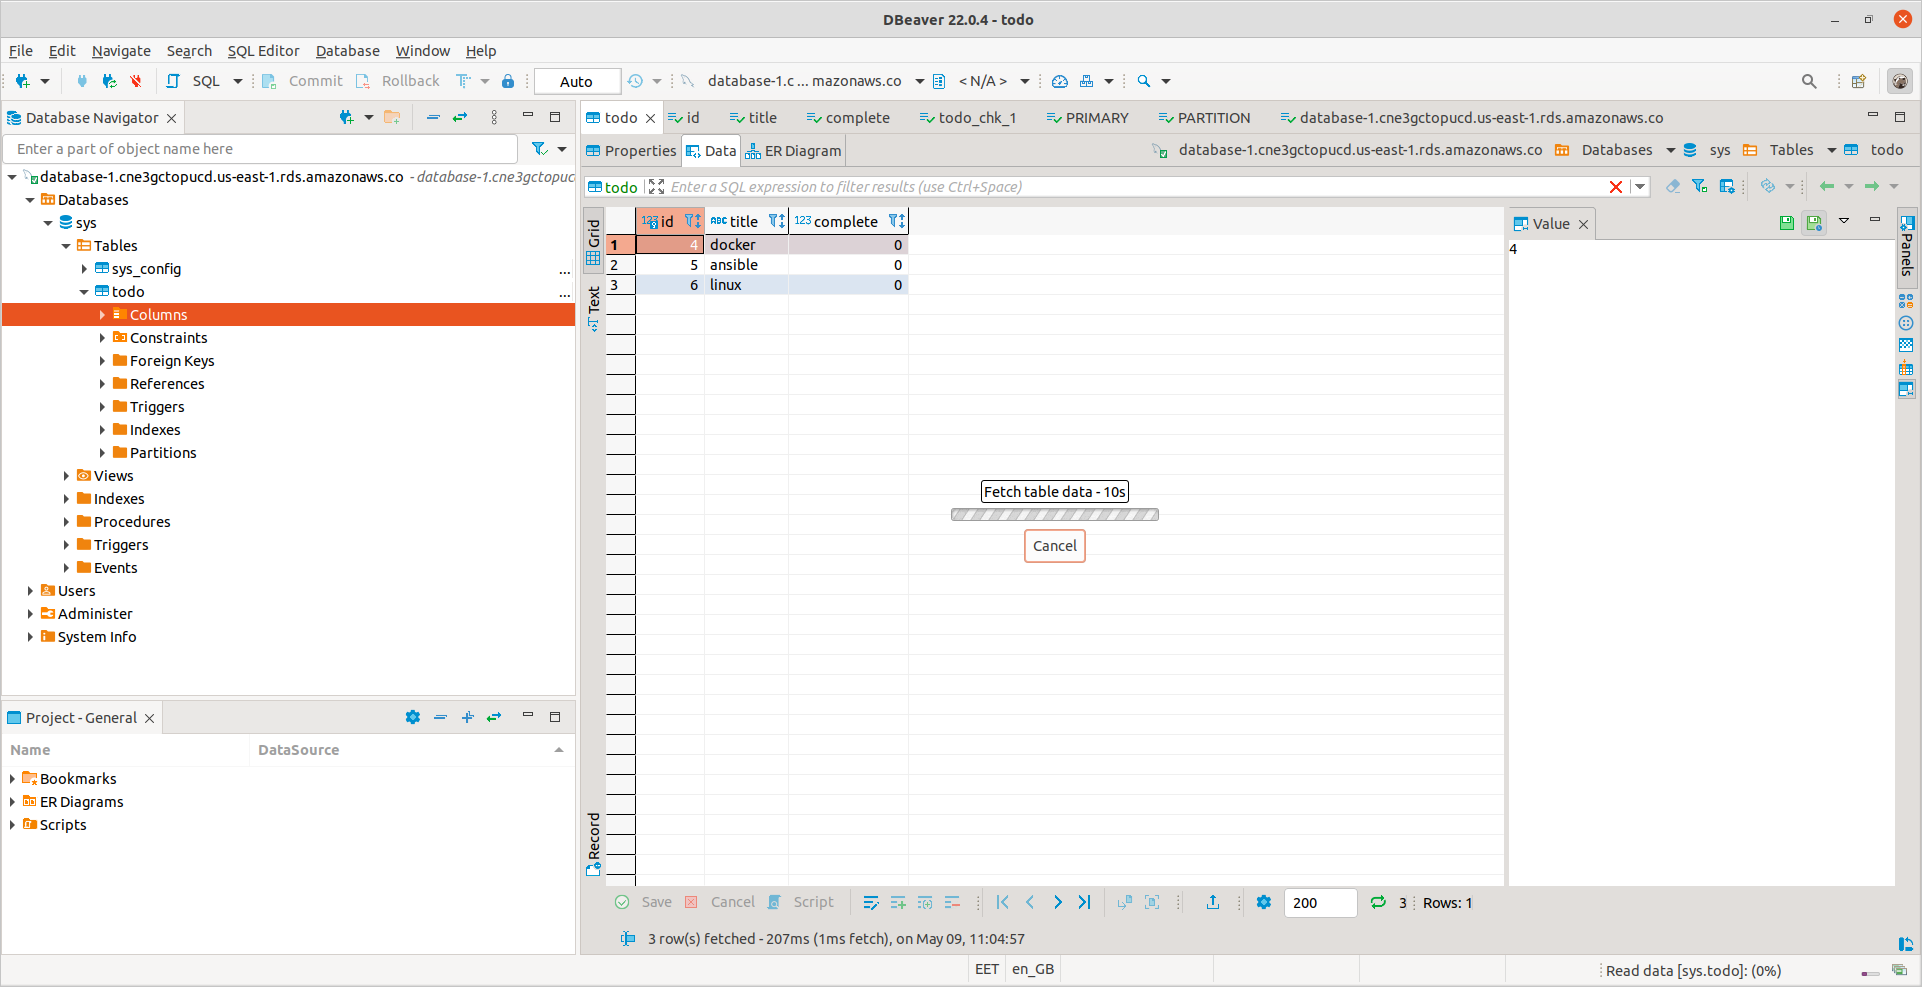 DBeaver 22.0.4 - todo
File Edit Navigate Search SQL Editor Database Window Help
SQL Commit Rollback Auto database-1.c ... mazonaws.co < N/A >
Database Navigator
Enter a part of object name here
database-1.cne3gctopucd.us-east-1.rds.amazonaws.co - database-1.cne3gctopuc
Databases
sys
Tables
sys_config ...
todo ...
Columns
Constraints
Foreign Keys
References
Triggers
Indexes
Partitions
Views
Indexes
Procedures
Triggers
Events
Users
Administer
System Info
Project - General
Name DataSource
Bookmarks
ER Diagrams
Scripts
todo id title complete todo_chk_1 PRIMARY PARTITION database-1.cne3gctopucd.us-east-1.rds.amazonaws.co
Properties Data ER Diagram database-1.cne3gctopucd.us-east-1.rds.amazonaws.co Databases sys Tables todo
todo Enter a SQL expression to filter results (use Ctrl+Space)
Grid
Text
Record
123 id ABC title 123 complete
1 4 docker 0
2 5 ansible 0
3 6 linux 0
Fetch table data - 10s
Cancel
Value
4
Panels
Save Cancel Script 200 3 Rows: 1
3 row(s) fetched - 207ms (1ms fetch), on May 09, 11:04:57
EET en_GB Read data [sys.todo]: (0%)